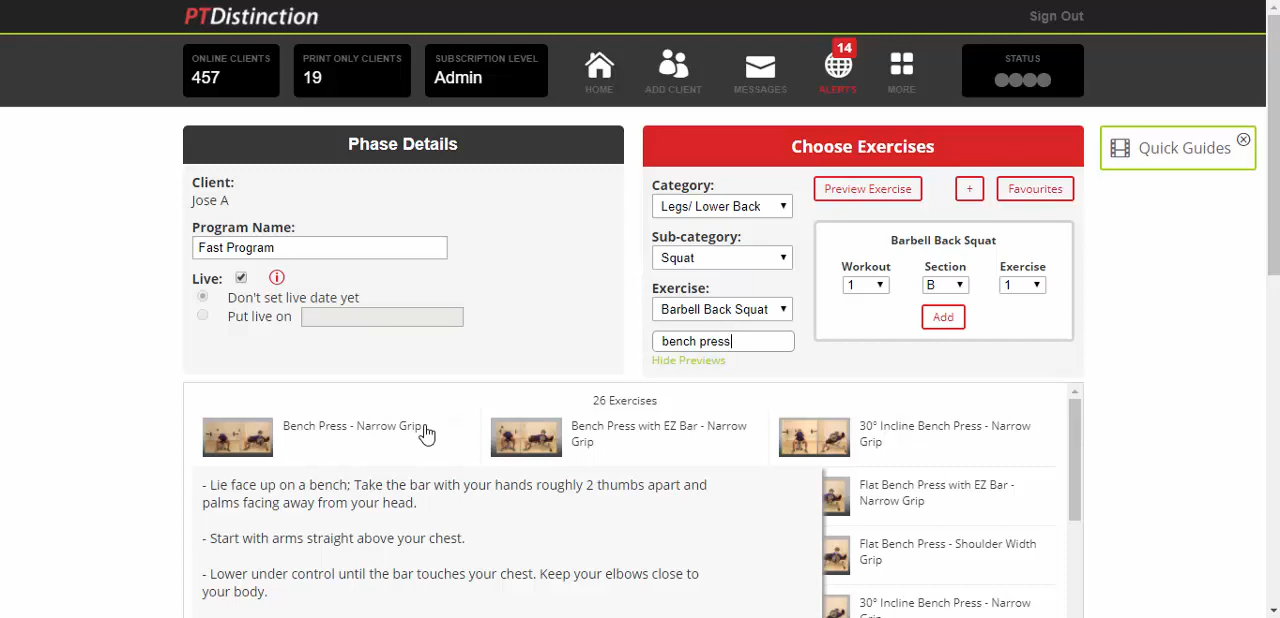 PTDistinction
Sign Out
ONLINE CLIENTS
457
PRINT ONLY CLIENTS
19
SUBSCRIPTION LEVEL
Admin
HOME
ADD CLIENT
MESSAGES
14
ALERTS
MORE
STATUS
Phase Details
Client:
Jose A
Program Name:
Fast Program
Live:
Don't set live date yet
Put live on
Choose Exercises
Category:
Legs/ Lower Back
Sub-category:
Squat
Exercise:
Barbell Back Squat
bench press
Hide Previews
Preview Exercise
+
Favourites
Barbell Back Squat
Workout Section Exercise
1 B 1
Add
Quick Guides
26 Exercises
Bench Press - Narrow Grip
Bench Press with EZ Bar - Narrow
Grip
30° Incline Bench Press - Narrow
Grip
- Lie face up on a bench; Take the bar with your hands roughly 2 thumbs apart and
palms facing away from your head.
- Start with arms straight above your chest.
- Lower under control until the bar touches your chest. Keep your elbows close to
your body.
Flat Bench Press with EZ Bar -
Narrow Grip
Flat Bench Press - Shoulder Width
Grip
30° Incline Bench Press - Narrow